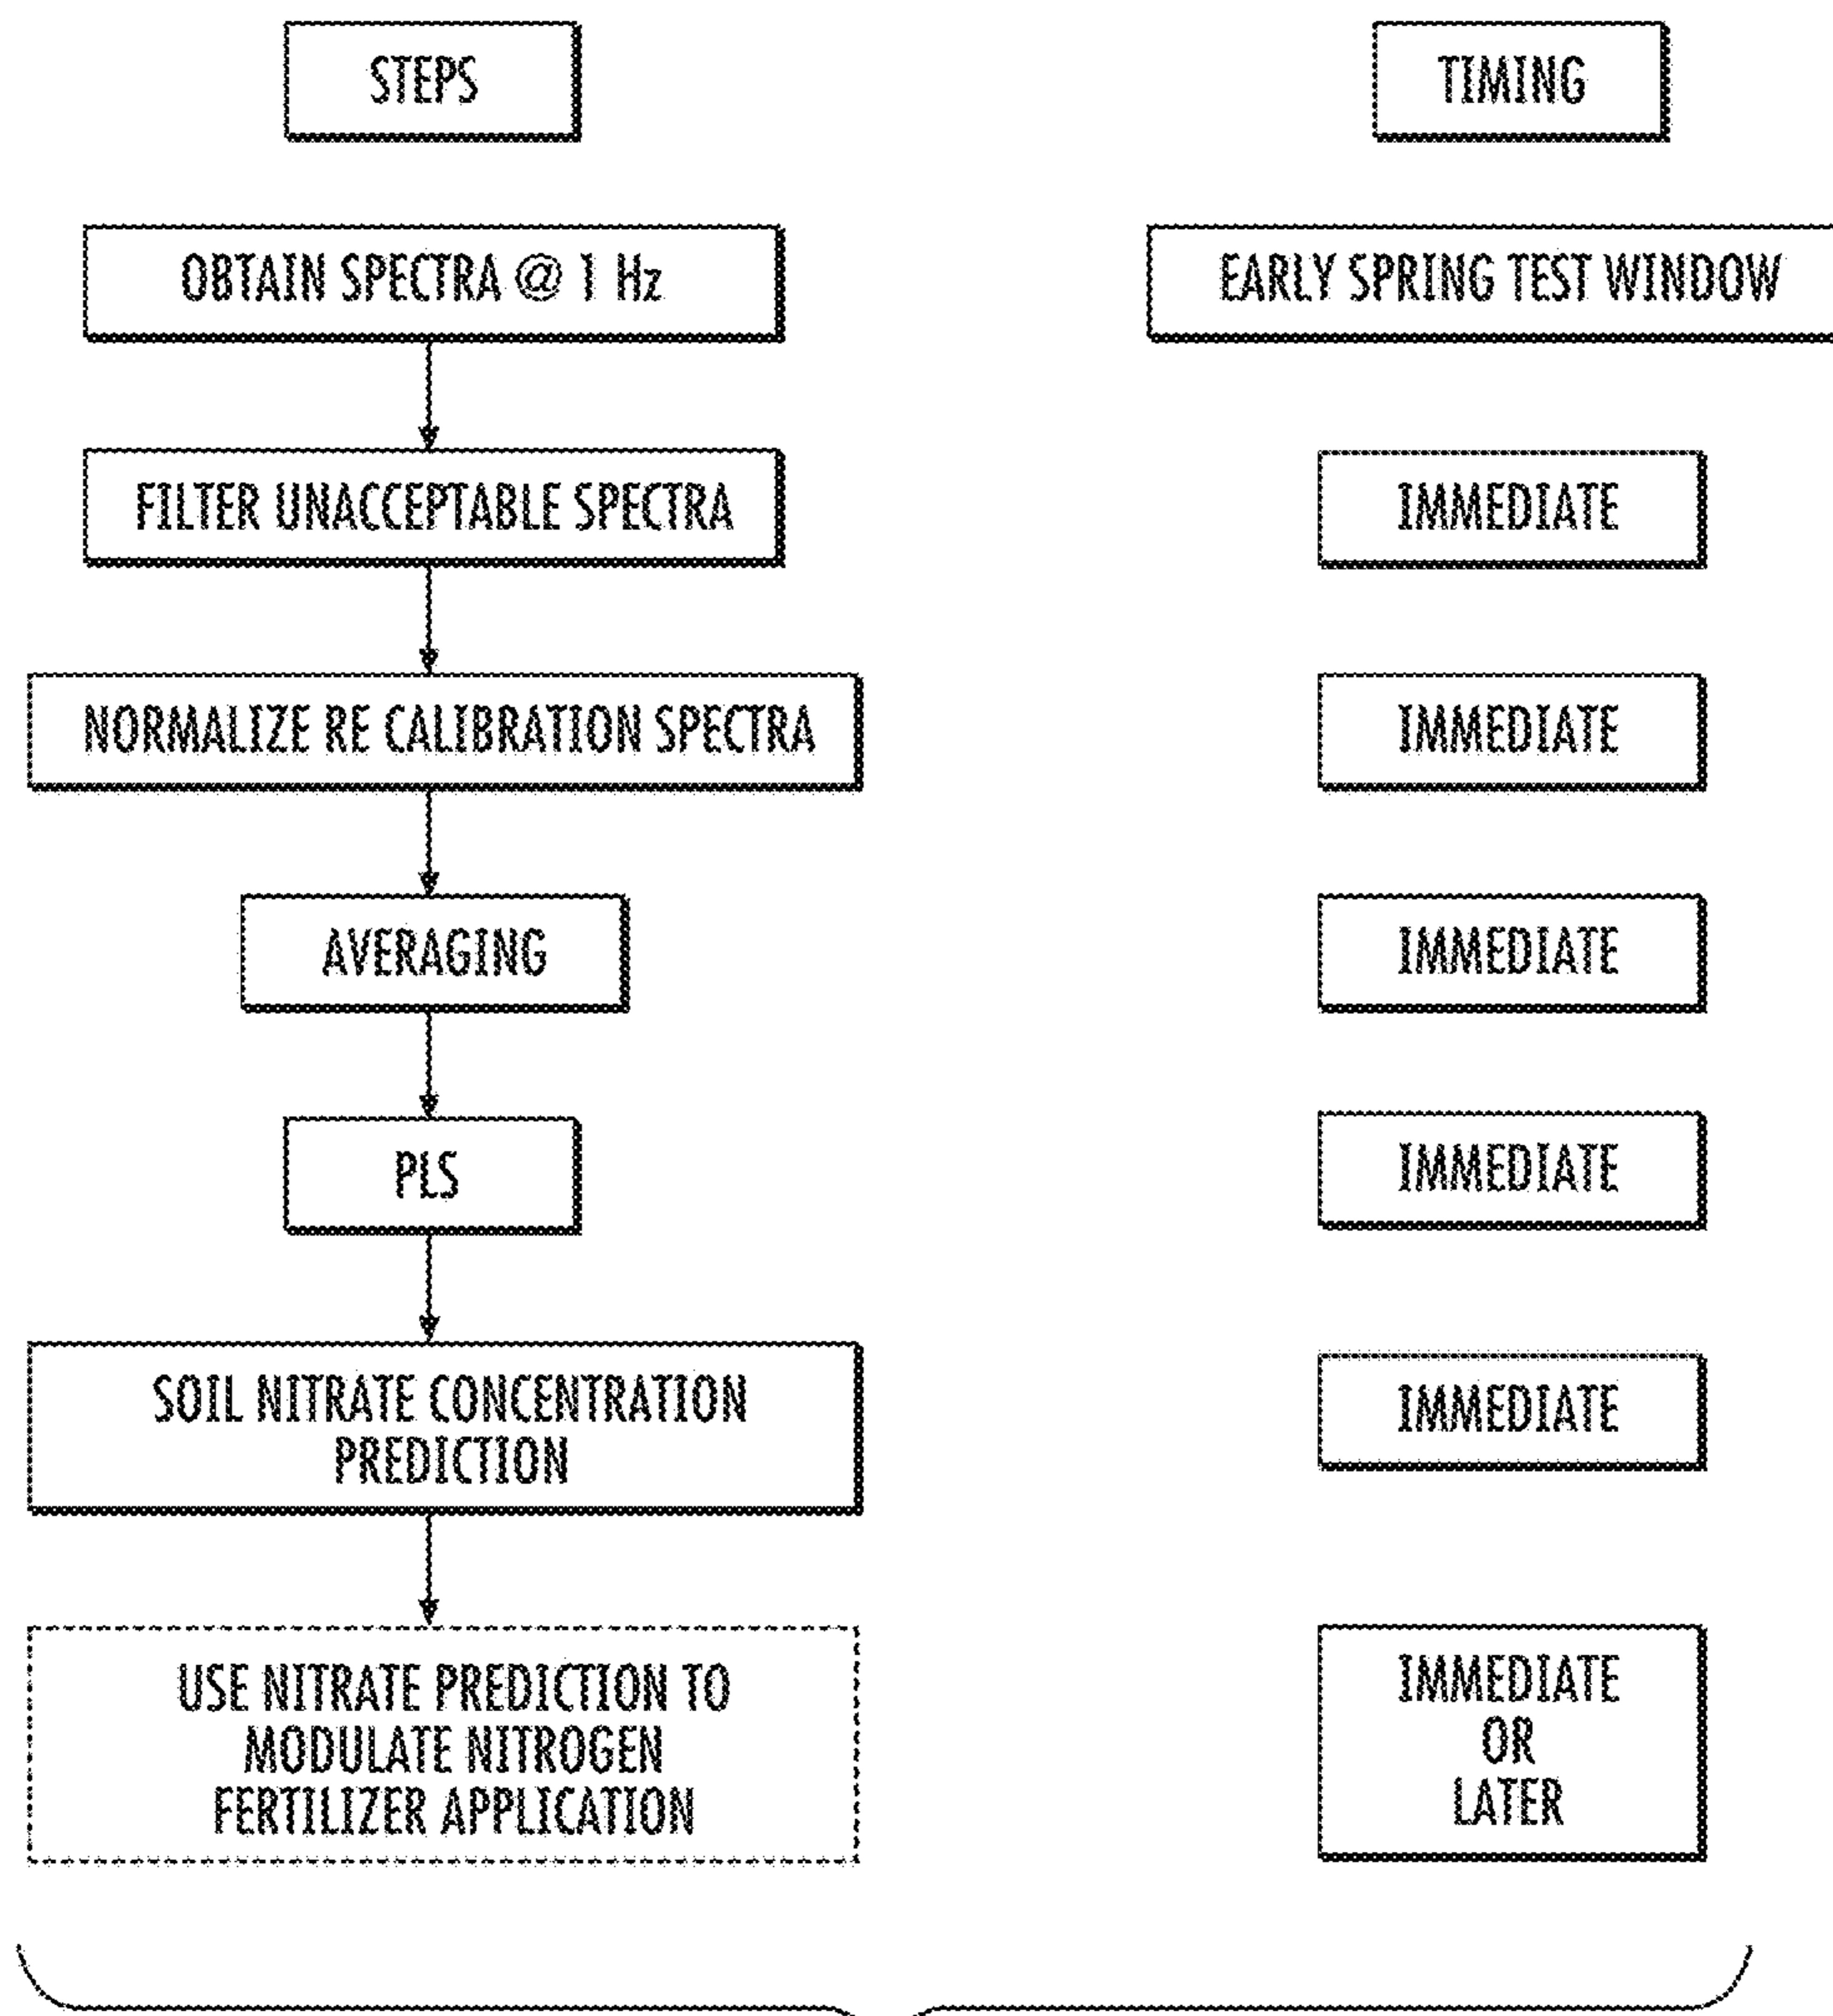 STEPS
TIMING
OBTAIN SPECTRA @ 1 Hz
EARLY SPRING TEST WINDOW
FILTER UNACCEPTABLE SPECTRA
IMMEDIATE
NORMALIZE RE CALIBRATION SPECTRA
IMMEDIATE
AVERAGING
IMMEDIATE
PLS
IMMEDIATE
SOIL NITRATE CONCENTRATION
PREDICTION
IMMEDIATE
USE NITRATE PREDICTION TO
MODULATE NITROGEN
FERTILIZER APPLICATION
IMMEDIATE
OR
LATER